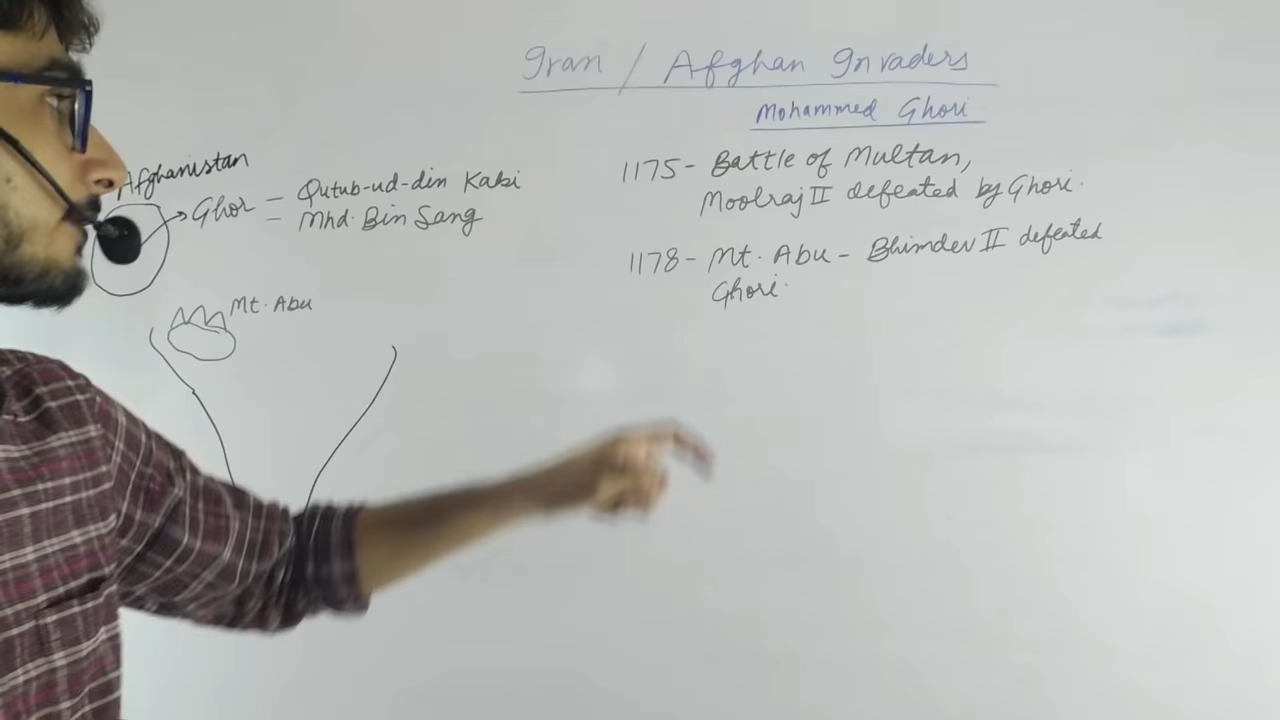 Iran / Afghan Invaders
Mohammed Ghori
Afghanistan
Ghor - Qutub-ud-din Kaki
- Mhd. Bin Sang
Mt. Abu
1175- Battle of Multan,
Moolraj II defeated by Ghori.
1178- Mt. Abu - Bhimdev II defeated
Ghori.